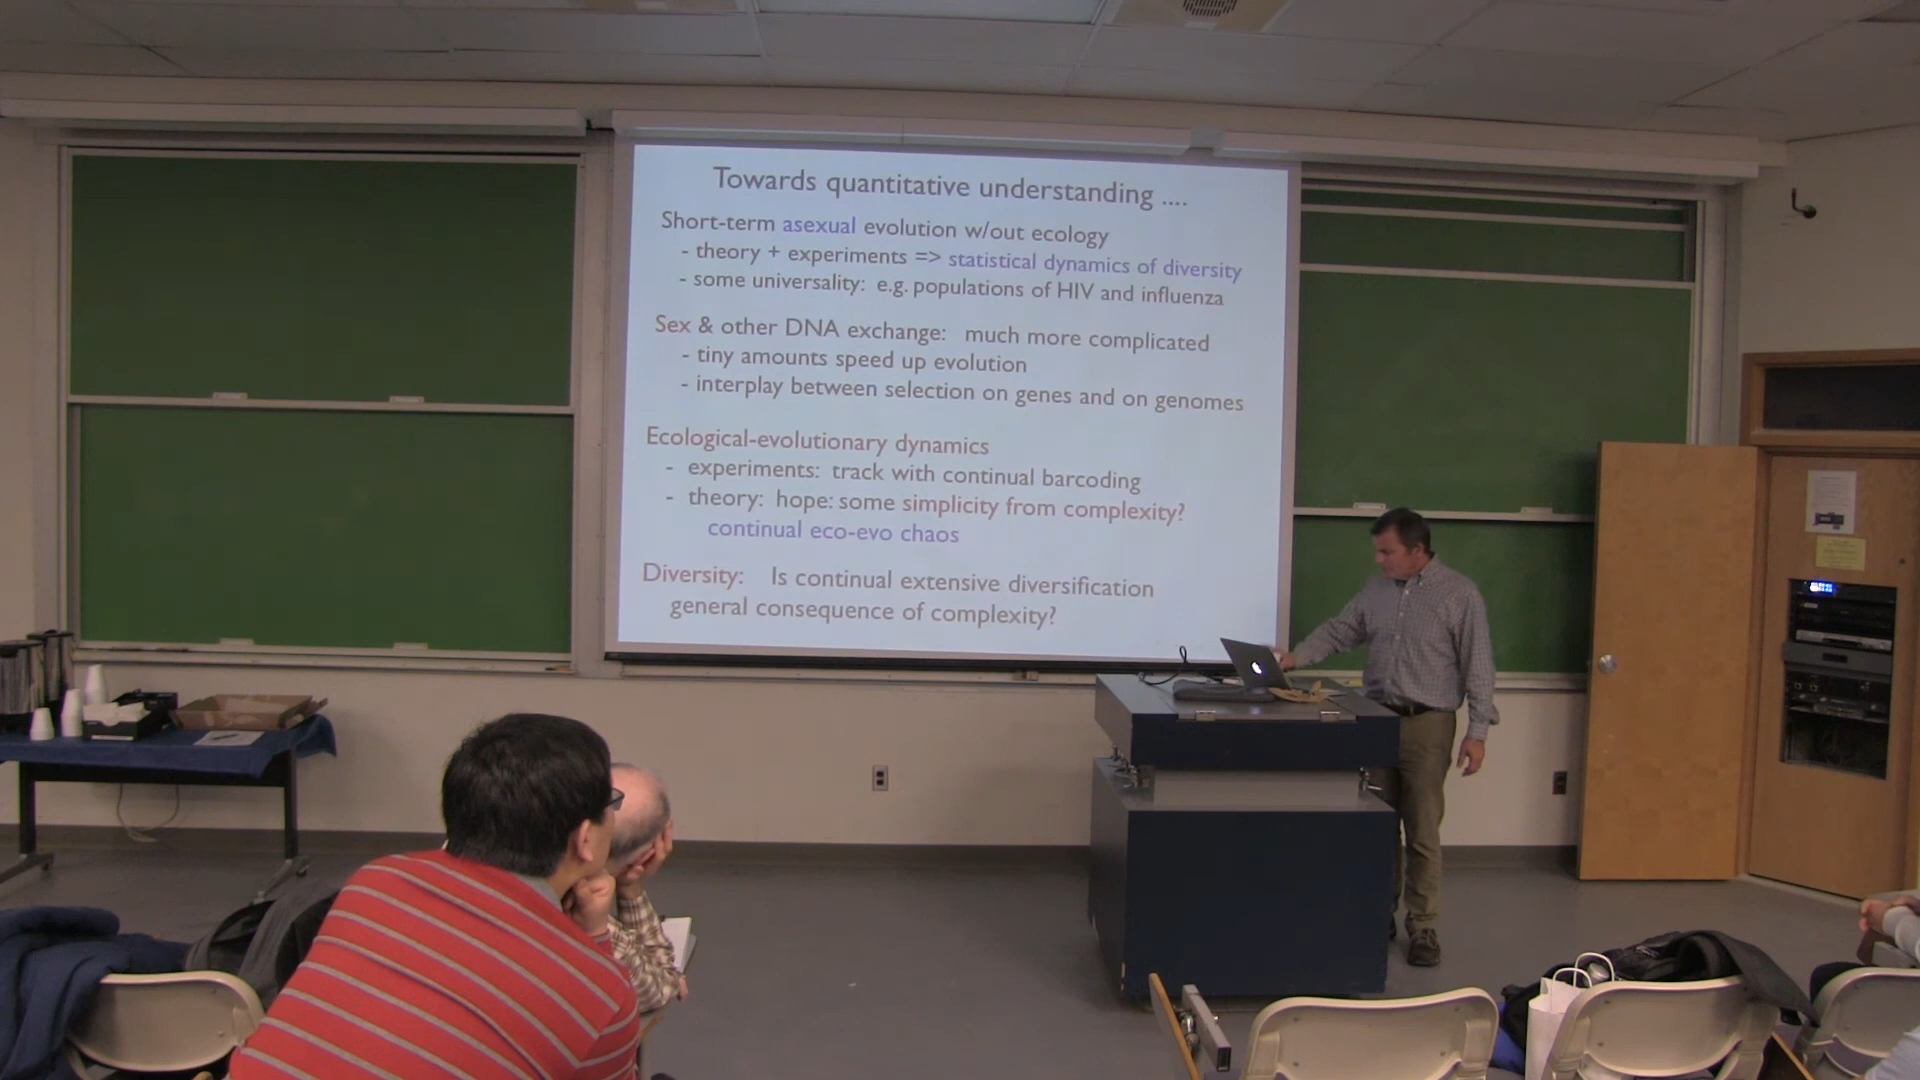 Towards quantitative understanding ....
Short-term asexual evolution w/out ecology
- theory + experiments => statistical dynamics of diversity
- some universality: e.g. populations of HIV and influenza
Sex & other DNA exchange: much more complicated
- tiny amounts speed up evolution
- interplay between selection on genes and on genomes
Ecological-evolutionary dynamics
- experiments: track with continual barcoding
- theory: hope: some simplicity from complexity?
continual eco-evo chaos
Diversity: Is continual extensive diversification
general consequence of complexity?